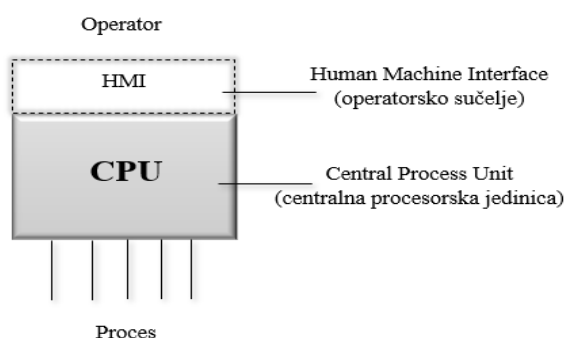 Operator
HMI
Human Machine Interface
(operatorsko sučelje)
CPU
Central Process Unit
(centralna procesorska jedinica)
Proces